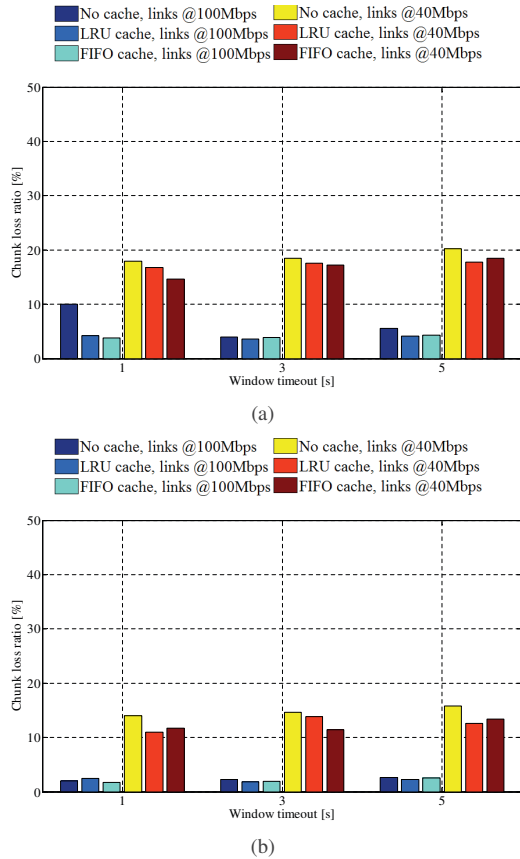 No cache, links @100Mbps No cache, links @40Mbps
LRU cache, links @100Mbps LRU cache, links @40Mbps
FIFO cache, links @100Mbps FIFO cache, links @40Mbps
50
40
30
20
10
0
Chunk loss ratio [%]
1 3 5
Window timeout [s]
(a)
No cache, links @100Mbps No cache, links @40Mbps
LRU cache, links @100Mbps LRU cache, links @40Mbps
FIFO cache, links @100Mbps FIFO cache, links @40Mbps
50
40
30
20
10
0
Chunk loss ratio [%]
1 3 5
Window timeout [s]
(b)